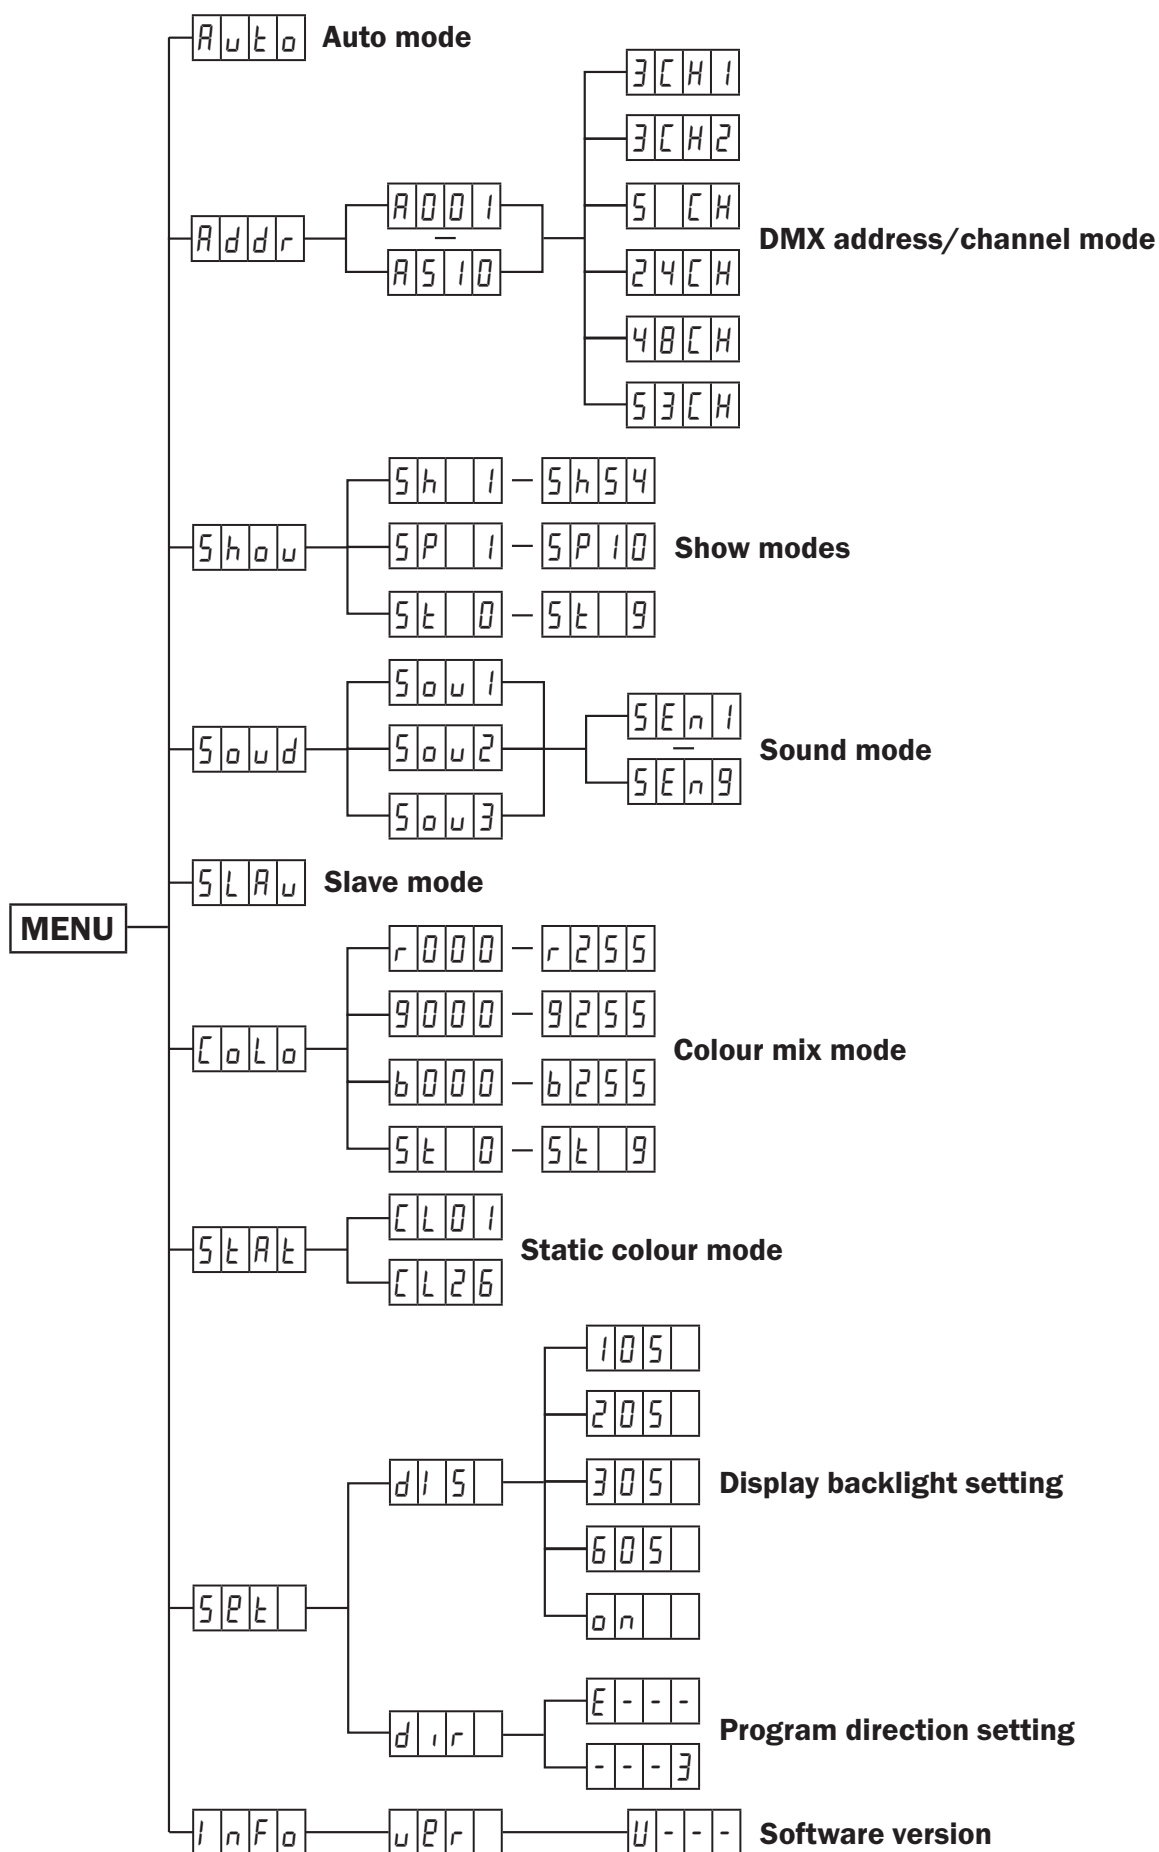 Auto Auto mode
3CH1
3CH2
Addr A001 – A510 5 CH DMX address/channel mode
24CH
48CH
53CH
Sh 1 – Sh54
Shou SP 1 – SP10 Show modes
St 0 – St 9
Sou1
Soud Sou2 SEn1 – SEn9 Sound mode
Sou3
SLAu Slave mode
MENU
r000 – r255
CoLo g000 – g255 Colour mix mode
b000 – b255
St 0 – St 9
StAt CL01 Static colour mode
CL26
10S
20S
dIS 30S Display backlight setting
60S
on
Set
E---
dir Program direction setting
---3
InFo uer U--- Software version